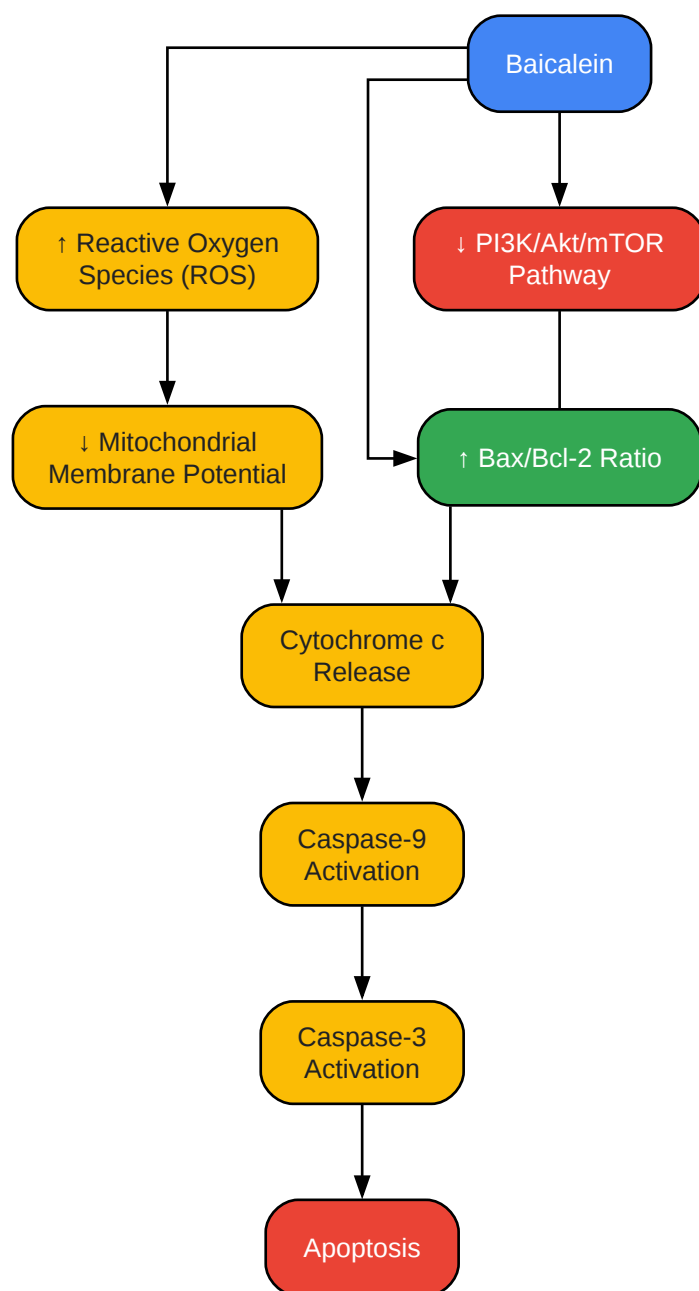 Baicalein
↑ Reactive Oxygen
Species (ROS)
↓ PI3K/Akt/mTOR
Pathway
↓ Mitochondrial
Membrane Potential
↑ Bax/Bcl-2 Ratio
Cytochrome c
Release
Caspase-9
Activation
Caspase-3
Activation
Apoptosis